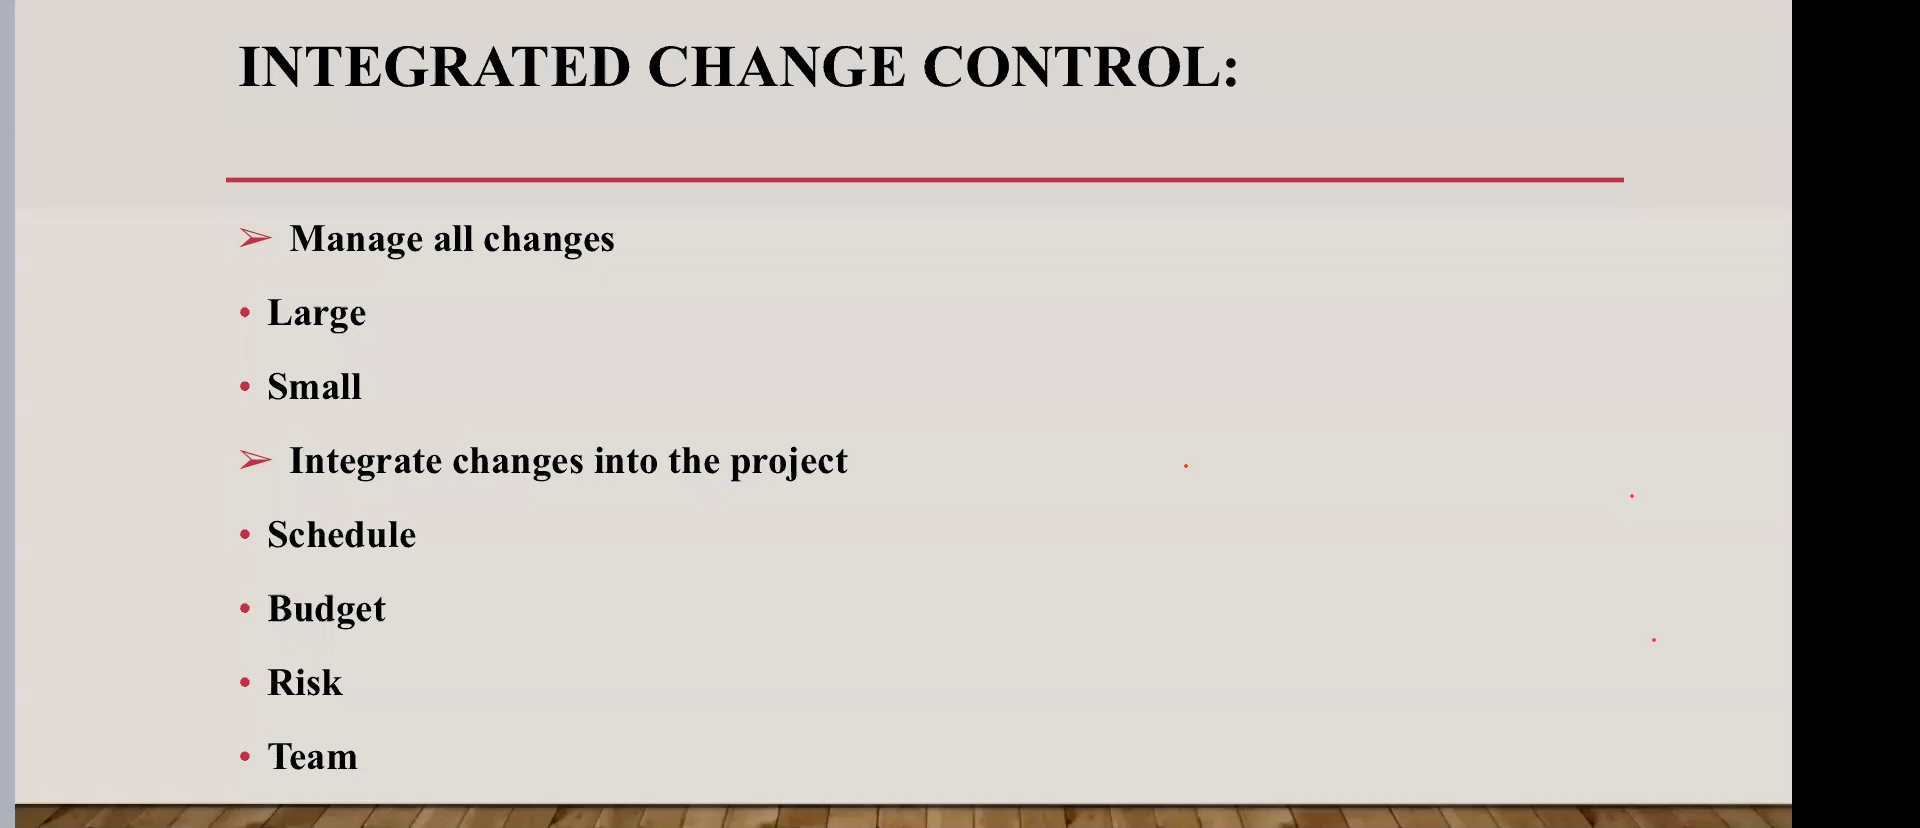 INTEGRATED CHANGE CONTROL:
➢ Manage all changes
• Large
• Small
➢ Integrate changes into the project
• Schedule
• Budget
• Risk
• Team